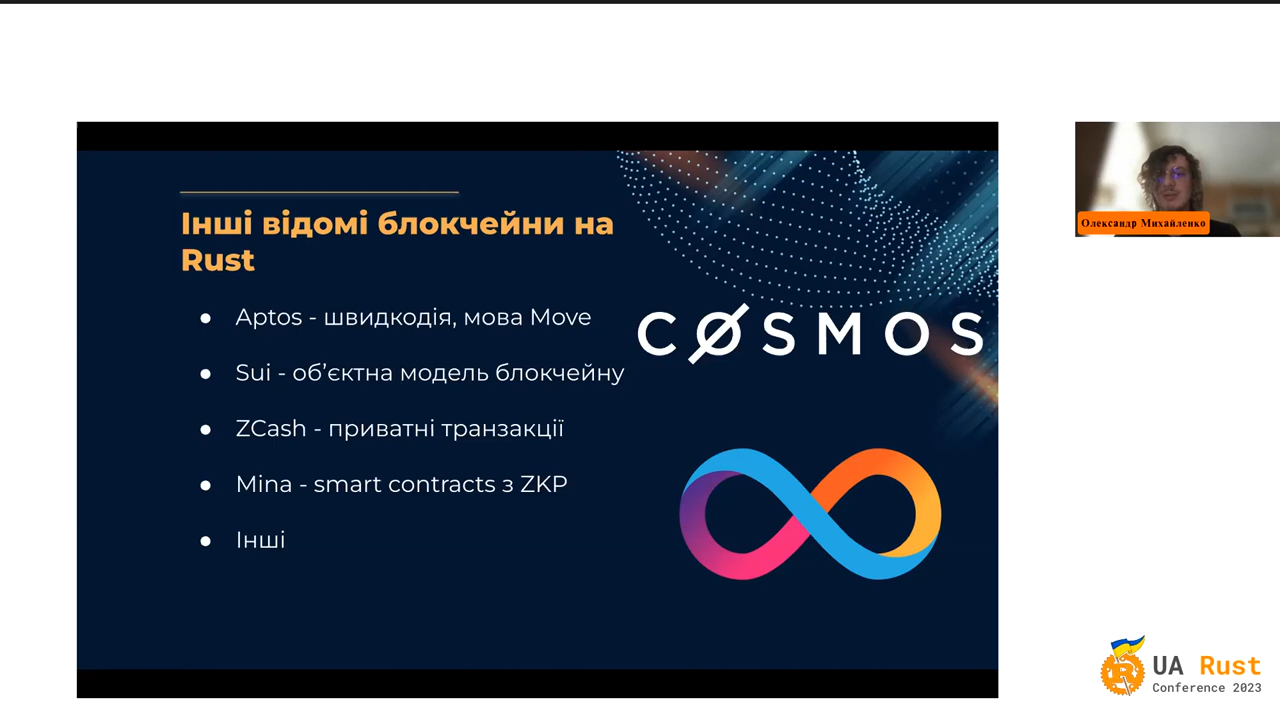 Інші відомі блокчейни на
Rust
● Aptos - швидкодія, мова Move
● Sui - об’єктна модель блокчейну
● ZCash - приватні транзакції
● Mina - smart contracts з ZKP
● Інші
COSMOS
Олександр Михайленко
UA Rust
Conference 2023